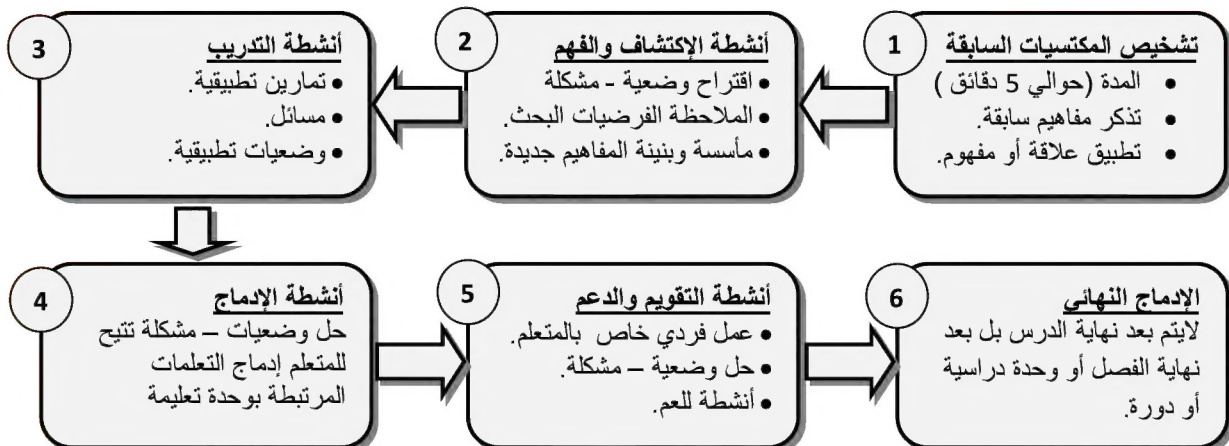 1
تشخيص المكتسبات السابقة
• المدة (حوالي 5 دقائق )
• تذكر مفاهيم سابقة.
• تطبيق علاقة أو مفهوم.
2
أنشطة الإكتشاف والفهم
• اقتراح وضعية - مشكلة
• الملاحظة الفرضيات البحث.
• مأسسة وبنينة المفاهيم جديدة.
3
أنشطة التدريب
• تمارين تطبيقية.
• مسائل.
• وضعيات تطبيقية.
4
أنشطة الإدماج
حل وضعيات – مشكلة تتيح
للمتعلم إدماج التعلمات
المرتبطة بوحدة تعليمة
5
أنشطة التقويم والدعم
• عمل فردي خاص بالمتعلم.
• حل وضعية – مشكلة.
• أنشطة للعم.
6
الإدماج النهائي
لايتم بعد نهاية الدرس بل بعد
نهاية الفصل أو وحدة دراسية
أو دورة.